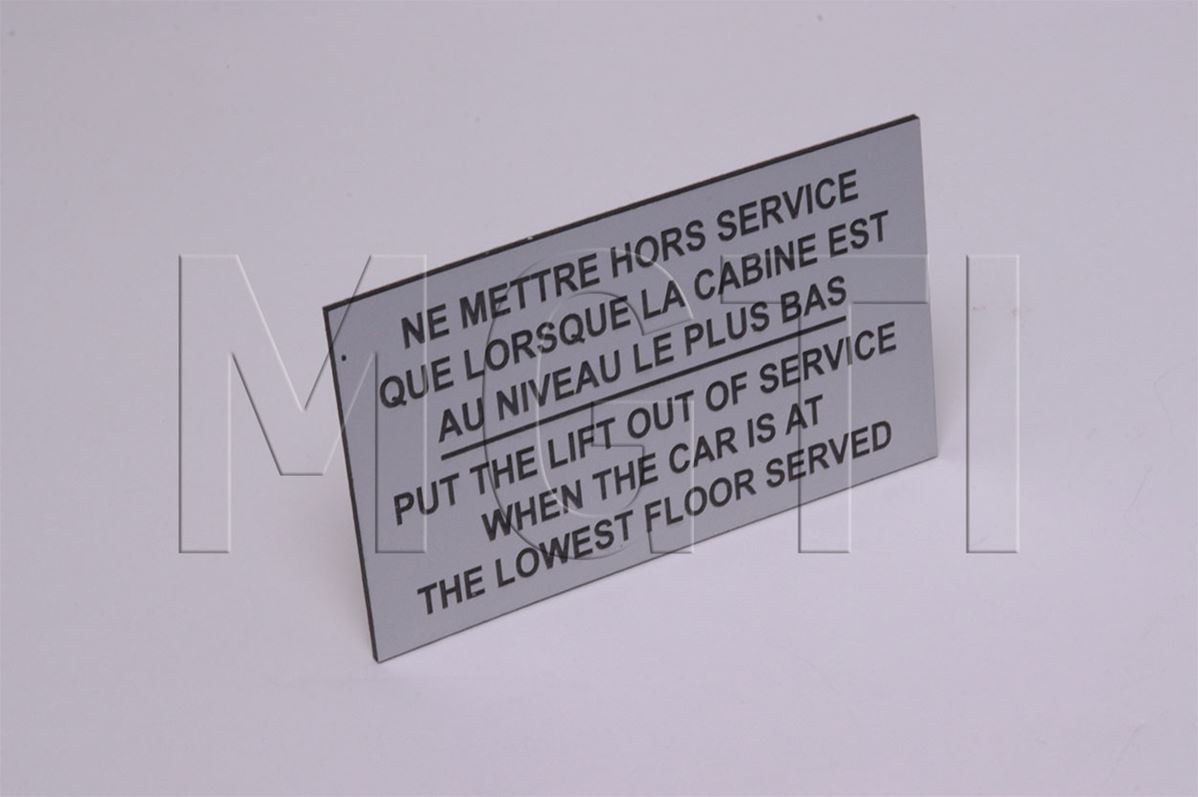 NE METTRE HORS SERVICE
QUE LORSQUE LA CABINE EST
AU NIVEAU LE PLUS BAS
PUT THE LIFT OUT OF SERVICE
WHEN THE CAR IS AT
THE LOWEST FLOOR SERVED
MGTI